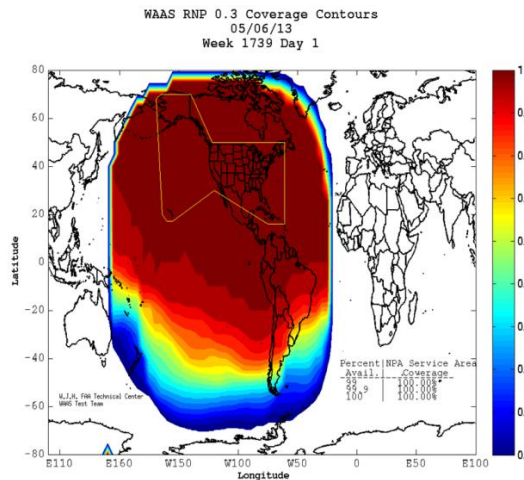 WAAS RNP 0.3 Coverage Contours
05/06/13
Week 1739 Day 1
80
60
40
20
0
-20
-40
-60
-80
Latitude
E110 E160 W150 W100 W50 0 E50 E100
Longitude
Percent|NPA Service Area
Avail.| Coverage
99 | 100.00%*
99.9 | 100.00%
100 | 100.00%
W.J.H. FAA Technical Center
WAAS Test Team
1